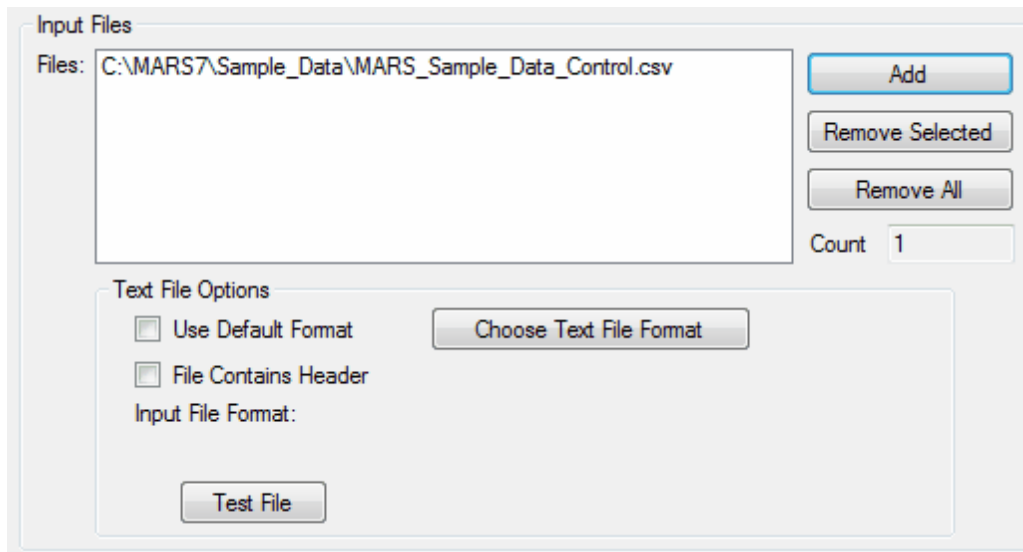 Input Files
Files: C:\MARS7\Sample_Data\MARS_Sample_Data_Control.csv
Add
Remove Selected
Remove All
Count 1
Text File Options
Use Default Format Choose Text File Format
File Contains Header
Input File Format:
Test File